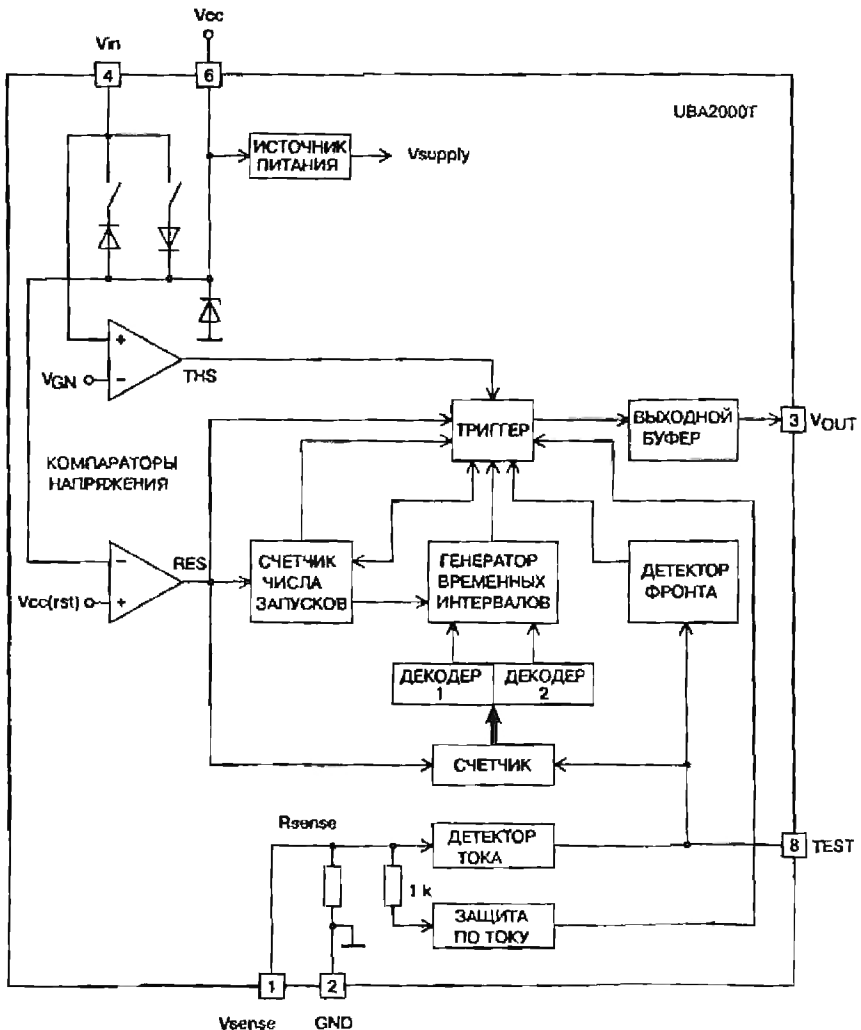 Vcc
Vin
4
6
UBA2000T
ИСТОЧНИК
ПИТАНИЯ
Vsupply
+
−
VGN
THS
ТРИГГЕР
ВЫХОДНОЙ
БУФЕР
3
VOUT
КОМПАРАТОРЫ
НАПРЯЖЕНИЯ
−
+
Vcc(rst)
RES
СЧЕТЧИК
ЧИСЛА
ЗАПУСКОВ
ГЕНЕРАТОР
ВРЕМЕННЫХ
ИНТЕРВАЛОВ
ДЕТЕКТОР
ФРОНТА
ДЕКОДЕР
1
ДЕКОДЕР
2
СЧЕТЧИК
Rsense
ДЕТЕКТОР
ТОКА
8
TEST
1 k
ЗАЩИТА
ПО ТОКУ
1
2
Vsense
GND